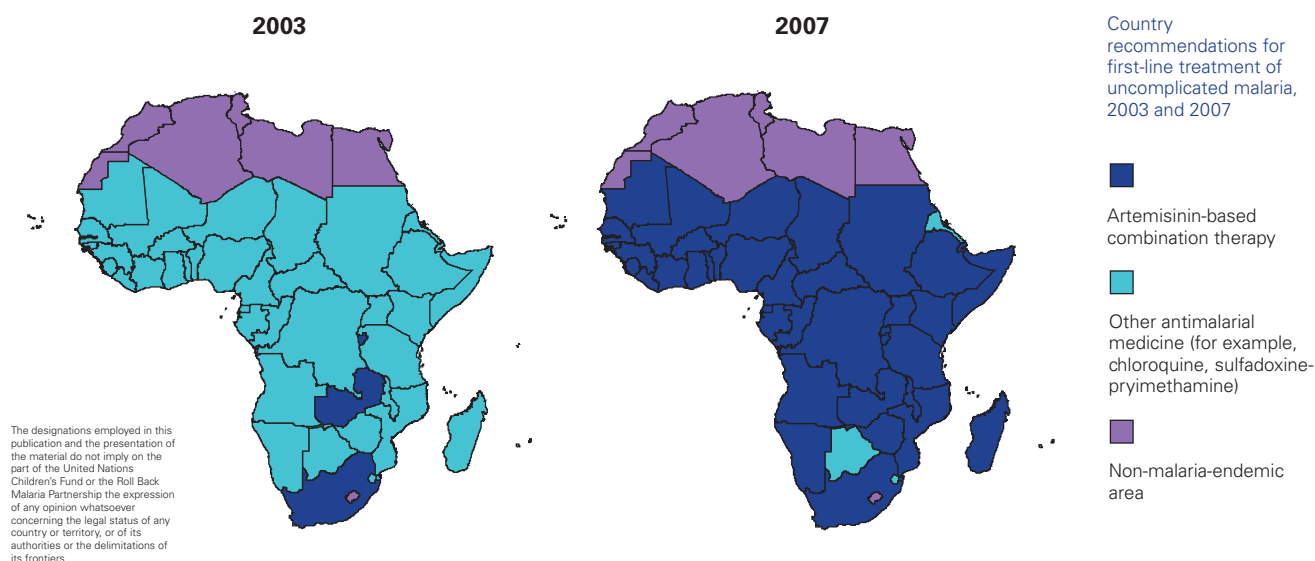 2003
2007
Country
recommendations for
first-line treatment of
uncomplicated malaria,
2003 and 2007
Artemisinin-based
combination therapy
Other antimalarial
medicine (for example,
chloroquine, sulfadoxine-
pryimethamine)
Non-malaria-endemic
area
The designations employed in this
publication and the presentation of
the material do not imply on the
part of the United Nations
Children's Fund or the Roll Back
Malaria Partnership the expression
of any opinion whatsoever
concerning the legal status of any
country or territory, or of its
authorities or the delimitations of
its frontiers